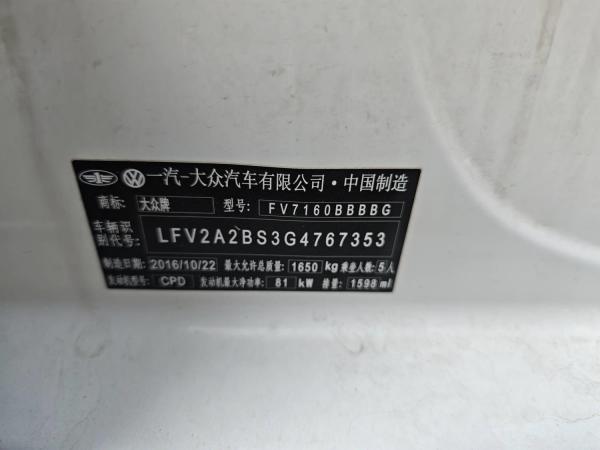 一汽-大众汽车有限公司·中国制造
商标: 大众牌 型号: FV7160BBBBG
车辆识别代号: LFV2A2BS3G4767353
制造日期: 2016/10/22 最大允许总质量: 1650 kg 乘坐人数: 5人
发动机型号: CPD 发动机最大净功率: 81 kW 排量: 1598 ml